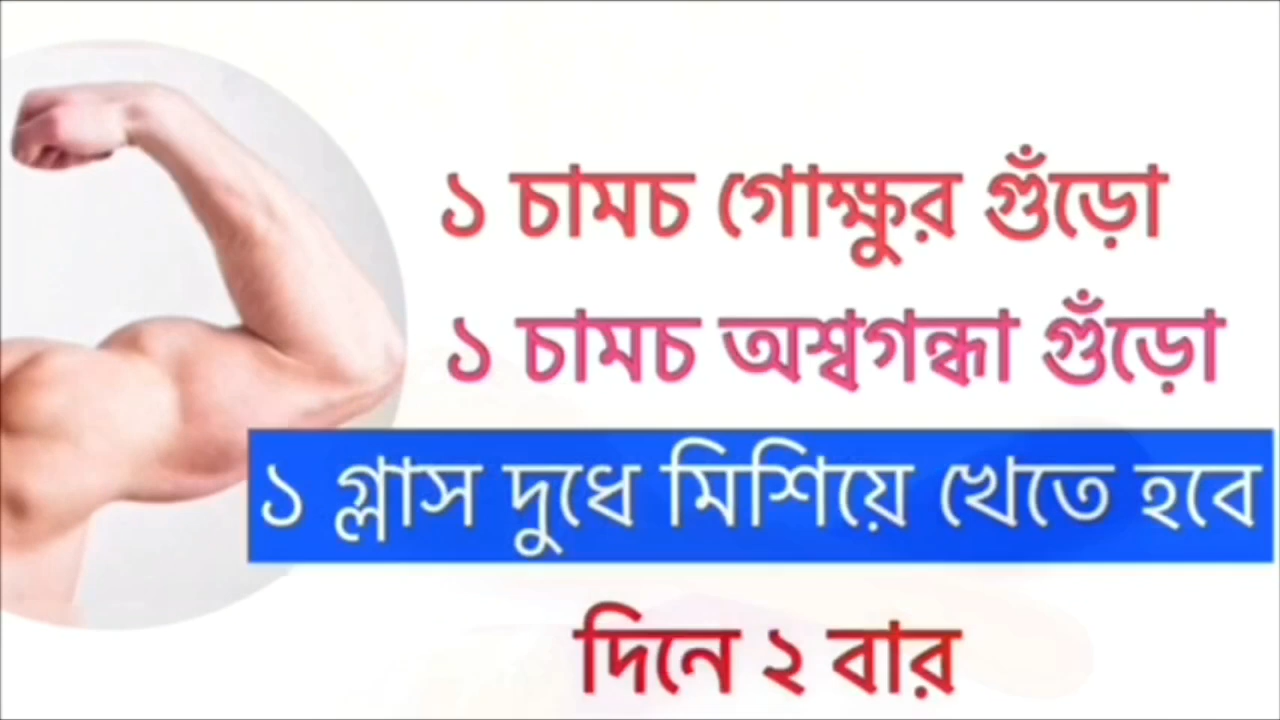 ১ চামচ গোক্ষুর গুঁড়ো
১ চামচ অশ্বগন্ধা গুঁড়ো
১ গ্লাস দুধে মিশিয়ে খেতে হবে
দিনে ২ বার